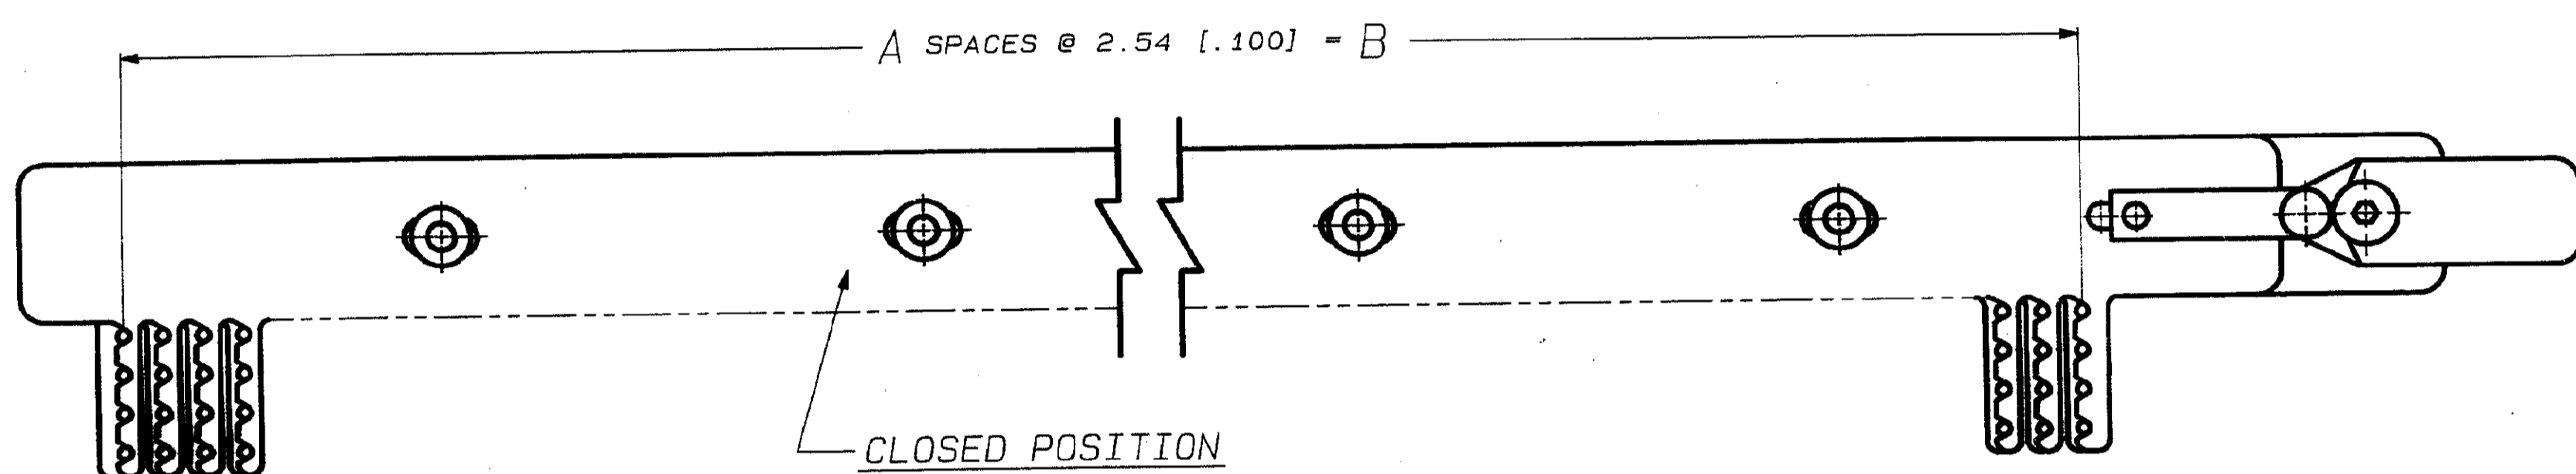 A SPACES @ 2.54 [.100] = B
CLOSED POSITION